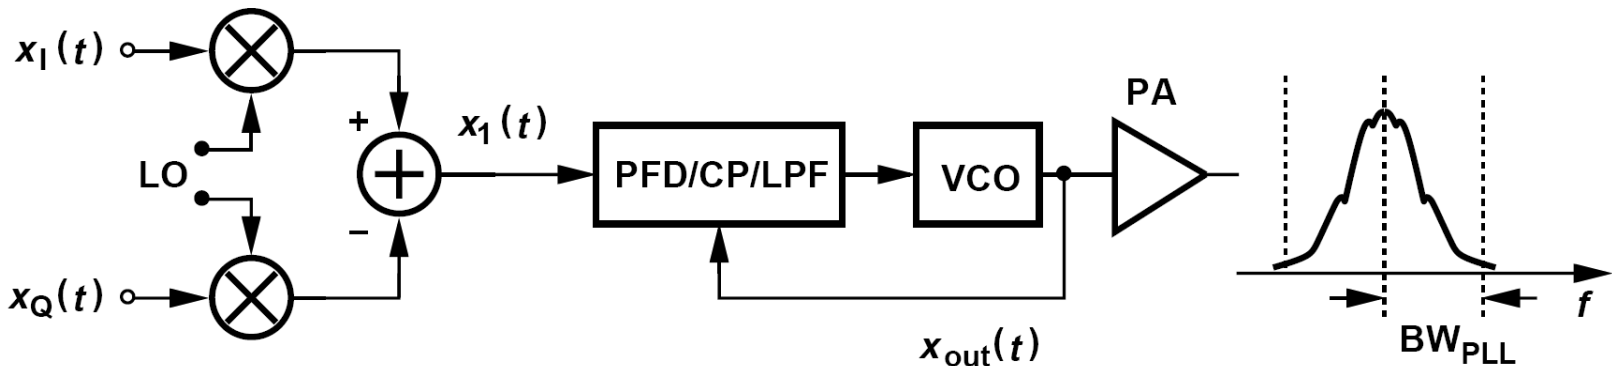 x_I(t)
LO
x_Q(t)
+
−
x_1(t)
PFD/CP/LPF
VCO
x_out(t)
PA
f
BW_PLL